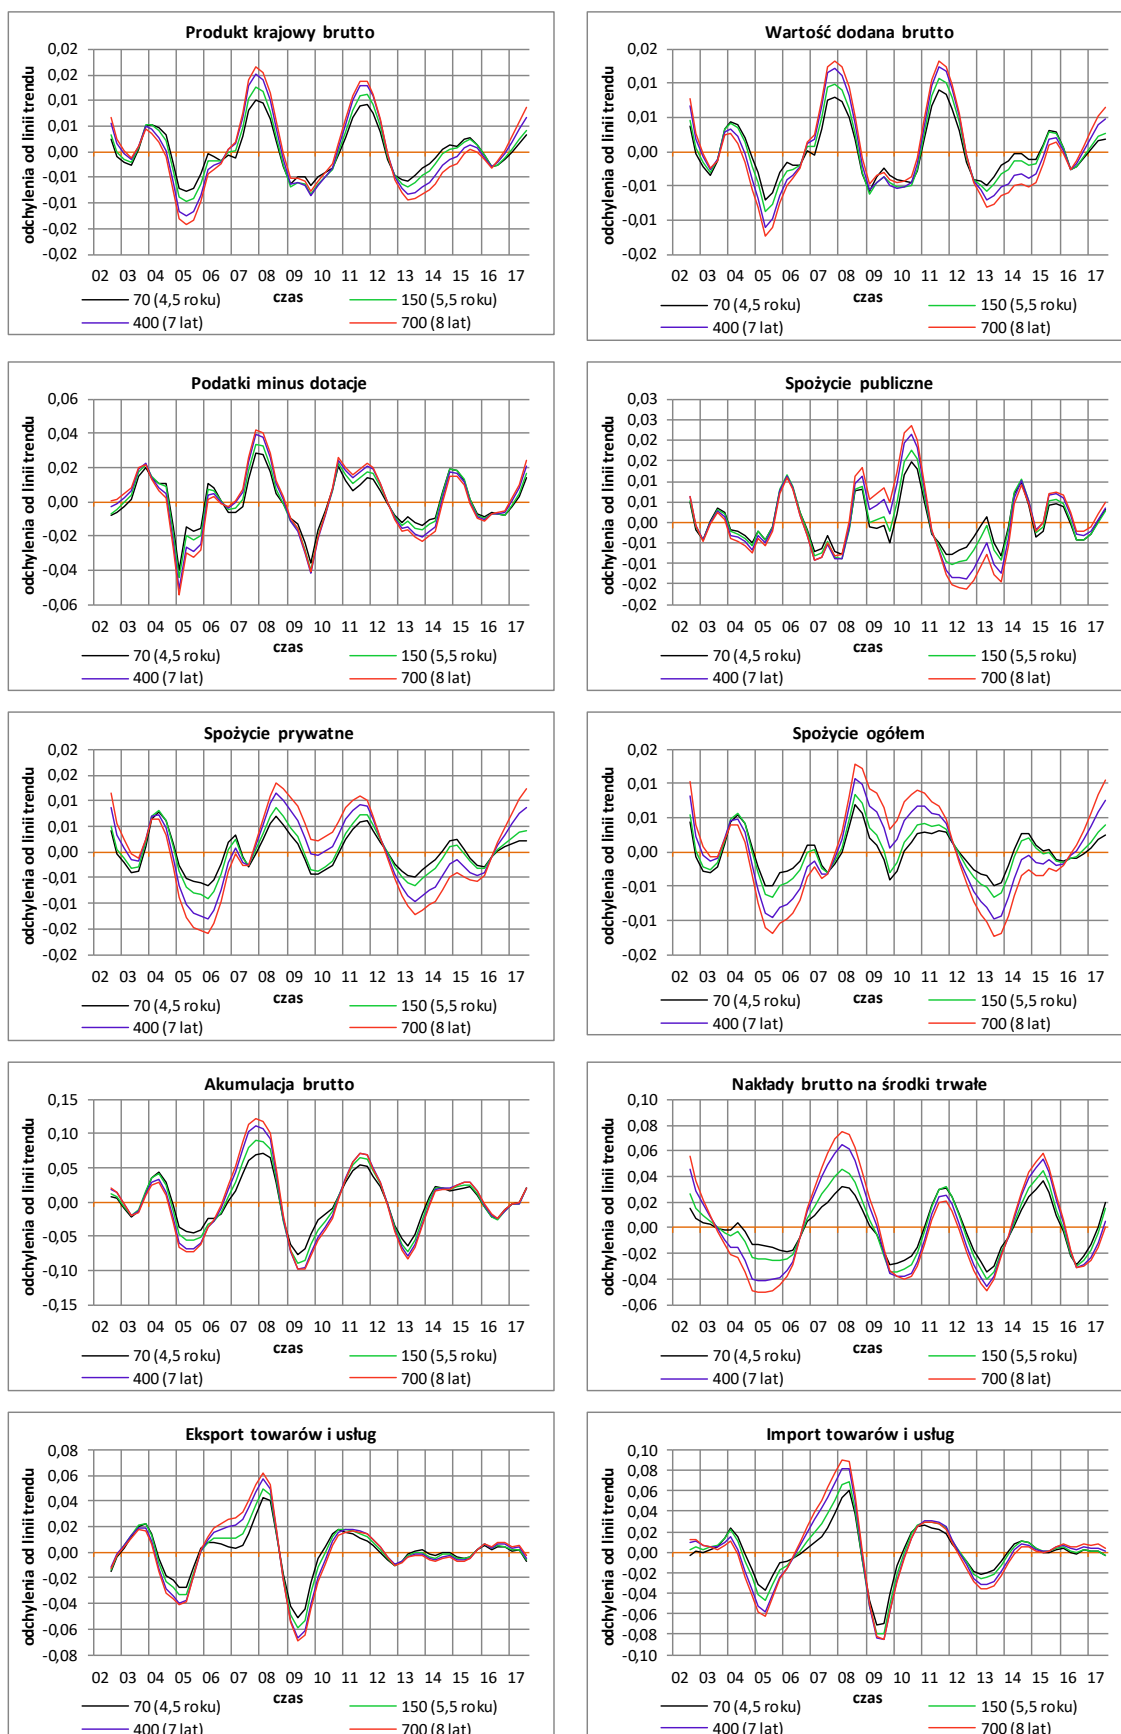 Produkt krajowy brutto
odchylenia od linii trendu
0,02
0,02
0,01
0,01
0,00
-0,01
-0,01
-0,02
-0,02
02 03 04 05 06 07 08 09 10 11 12 13 14 15 16 17
czas
70 (4,5 roku) 150 (5,5 roku)
400 (7 lat) 700 (8 lat)
Wartość dodana brutto
odchylenia od linii trendu
0,02
0,01
0,01
0,00
-0,01
-0,01
-0,02
02 03 04 05 06 07 08 09 10 11 12 13 14 15 16 17
czas
70 (4,5 roku) 150 (5,5 roku)
400 (7 lat) 700 (8 lat)
Podatki minus dotacje
odchylenia od linii trendu
0,06
0,04
0,02
0,00
-0,02
-0,04
-0,06
02 03 04 05 06 07 08 09 10 11 12 13 14 15 16 17
czas
70 (4,5 roku) 150 (5,5 roku)
400 (7 lat) 700 (8 lat)
Spożycie publiczne
odchylenia od linii trendu
0,03
0,03
0,02
0,02
0,01
0,01
0,00
-0,01
-0,01
-0,02
-0,02
02 03 04 05 06 07 08 09 10 11 12 13 14 15 16 17
czas
70 (4,5 roku) 150 (5,5 roku)
400 (7 lat) 700 (8 lat)
Spożycie prywatne
odchylenia od linii trendu
0,02
0,02
0,01
0,01
0,00
-0,01
-0,01
-0,02
-0,02
02 03 04 05 06 07 08 09 10 11 12 13 14 15 16 17
czas
70 (4,5 roku) 150 (5,5 roku)
400 (7 lat) 700 (8 lat)
Spożycie ogółem
odchylenia od linii trendu
0,02
0,01
0,01
0,00
-0,01
-0,01
-0,02
02 03 04 05 06 07 08 09 10 11 12 13 14 15 16 17
czas
70 (4,5 roku) 150 (5,5 roku)
400 (7 lat) 700 (8 lat)
Akumulacja brutto
odchylenia od linii trendu
0,15
0,10
0,05
0,00
-0,05
-0,10
-0,15
02 03 04 05 06 07 08 09 10 11 12 13 14 15 16 17
czas
70 (4,5 roku) 150 (5,5 roku)
400 (7 lat) 700 (8 lat)
Nakłady brutto na środki trwałe
odchylenia od linii trendu
0,10
0,08
0,06
0,04
0,02
0,00
-0,02
-0,04
-0,06
02 03 04 05 06 07 08 09 10 11 12 13 14 15 16 17
czas
70 (4,5 roku) 150 (5,5 roku)
400 (7 lat) 700 (8 lat)
Eksport towarów i usług
odchylenia od linii trendu
0,08
0,06
0,04
0,02
0,00
-0,02
-0,04
-0,06
-0,08
02 03 04 05 06 07 08 09 10 11 12 13 14 15 16 17
czas
70 (4,5 roku) 150 (5,5 roku)
400 (7 lat) 700 (8 lat)
Import towarów i usług
odchylenia od linii trendu
0,10
0,08
0,06
0,04
0,02
0,00
-0,02
-0,04
-0,06
-0,08
-0,10
02 03 04 05 06 07 08 09 10 11 12 13 14 15 16 17
czas
70 (4,5 roku) 150 (5,5 roku)
400 (7 lat) 700 (8 lat)